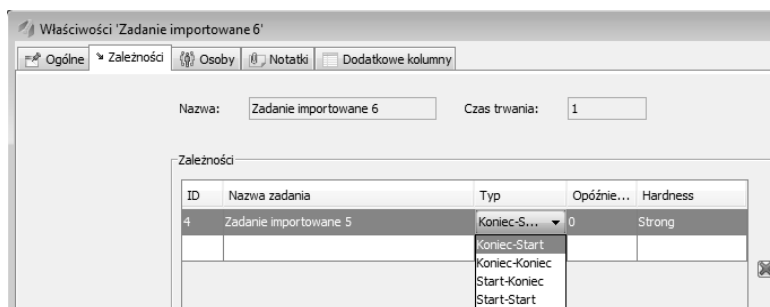 Właściwości 'Zadanie importowane 6'
Ogólne Zależności Osoby Notatki Dodatkowe kolumny
Nazwa: Zadanie importowane 6 Czas trwania: 1
Zależności
ID Nazwa zadania Typ Opóźnie... Hardness
4 Zadanie importowane 5 Koniec-S... 0 Strong
Koniec-Start
Koniec-Koniec
Start-Koniec
Start-Start